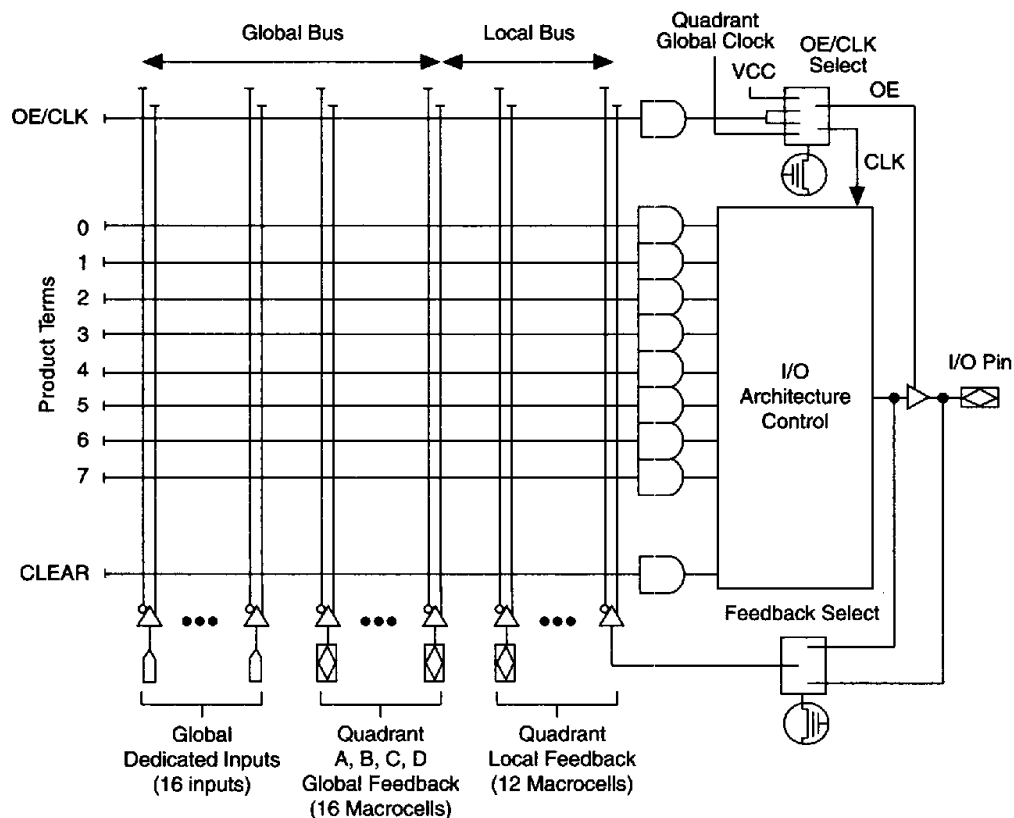 Global Bus
Local Bus
Quadrant
Global Clock
OE/CLK
Select
VCC
OE
OE/CLK
CLK
Product Terms
0
1
2
3
4
5
6
7
I/O
Architecture
Control
I/O Pin
CLEAR
Feedback Select
Global
Dedicated Inputs
(16 inputs)
Quadrant
A, B, C, D
Global Feedback
(16 Macrocells)
Quadrant
Local Feedback
(12 Macrocells)